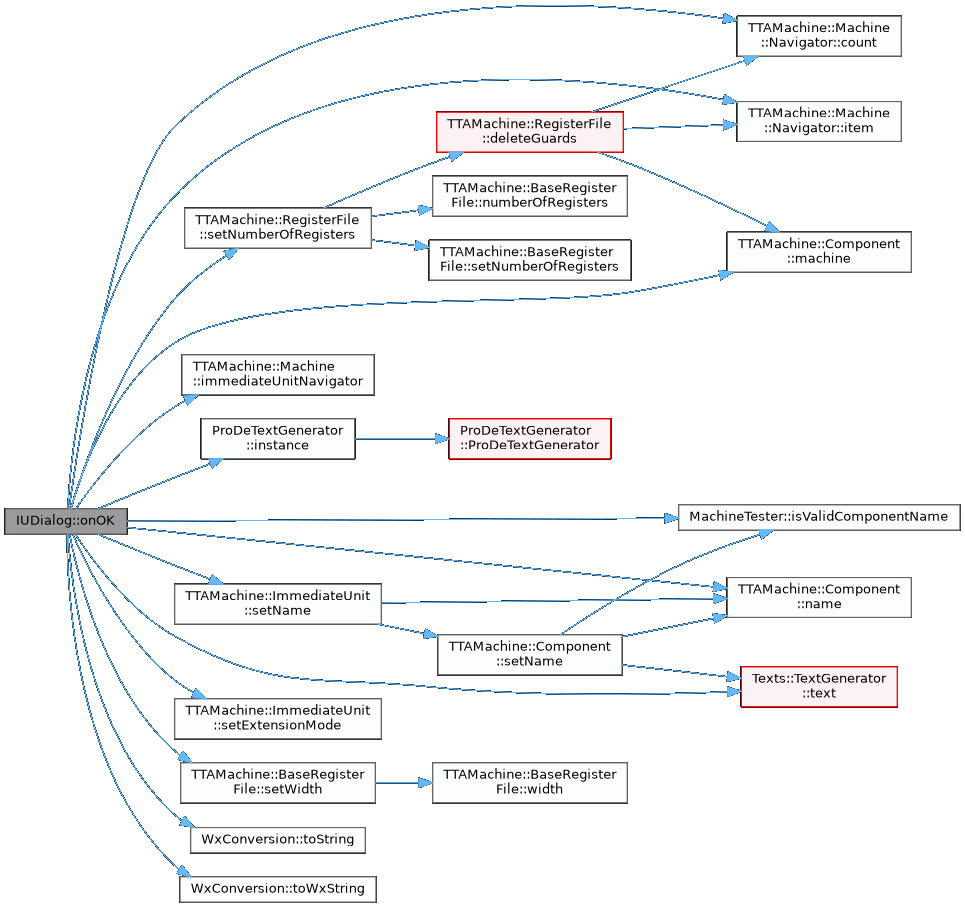 TTAMachine::Machine
::Navigator::count
TTAMachine::Machine
::Navigator::item
TTAMachine::RegisterFile
::deleteGuards
TTAMachine::BaseRegister
File::numberOfRegisters
TTAMachine::RegisterFile
::setNumberOfRegisters
TTAMachine::BaseRegister
File::setNumberOfRegisters
TTAMachine::Component
::machine
TTAMachine::Machine
::immediateUnitNavigator
ProDeTextGenerator
::instance
ProDeTextGenerator
::ProDeTextGenerator
IUDialog::onOK
MachineTester::isValidComponentName
TTAMachine::ImmediateUnit
::setName
TTAMachine::Component
::name
TTAMachine::Component
::setName
Texts::TextGenerator
::text
TTAMachine::ImmediateUnit
::setExtensionMode
TTAMachine::BaseRegister
File::setWidth
TTAMachine::BaseRegister
File::width
WxConversion::toString
WxConversion::toWxString